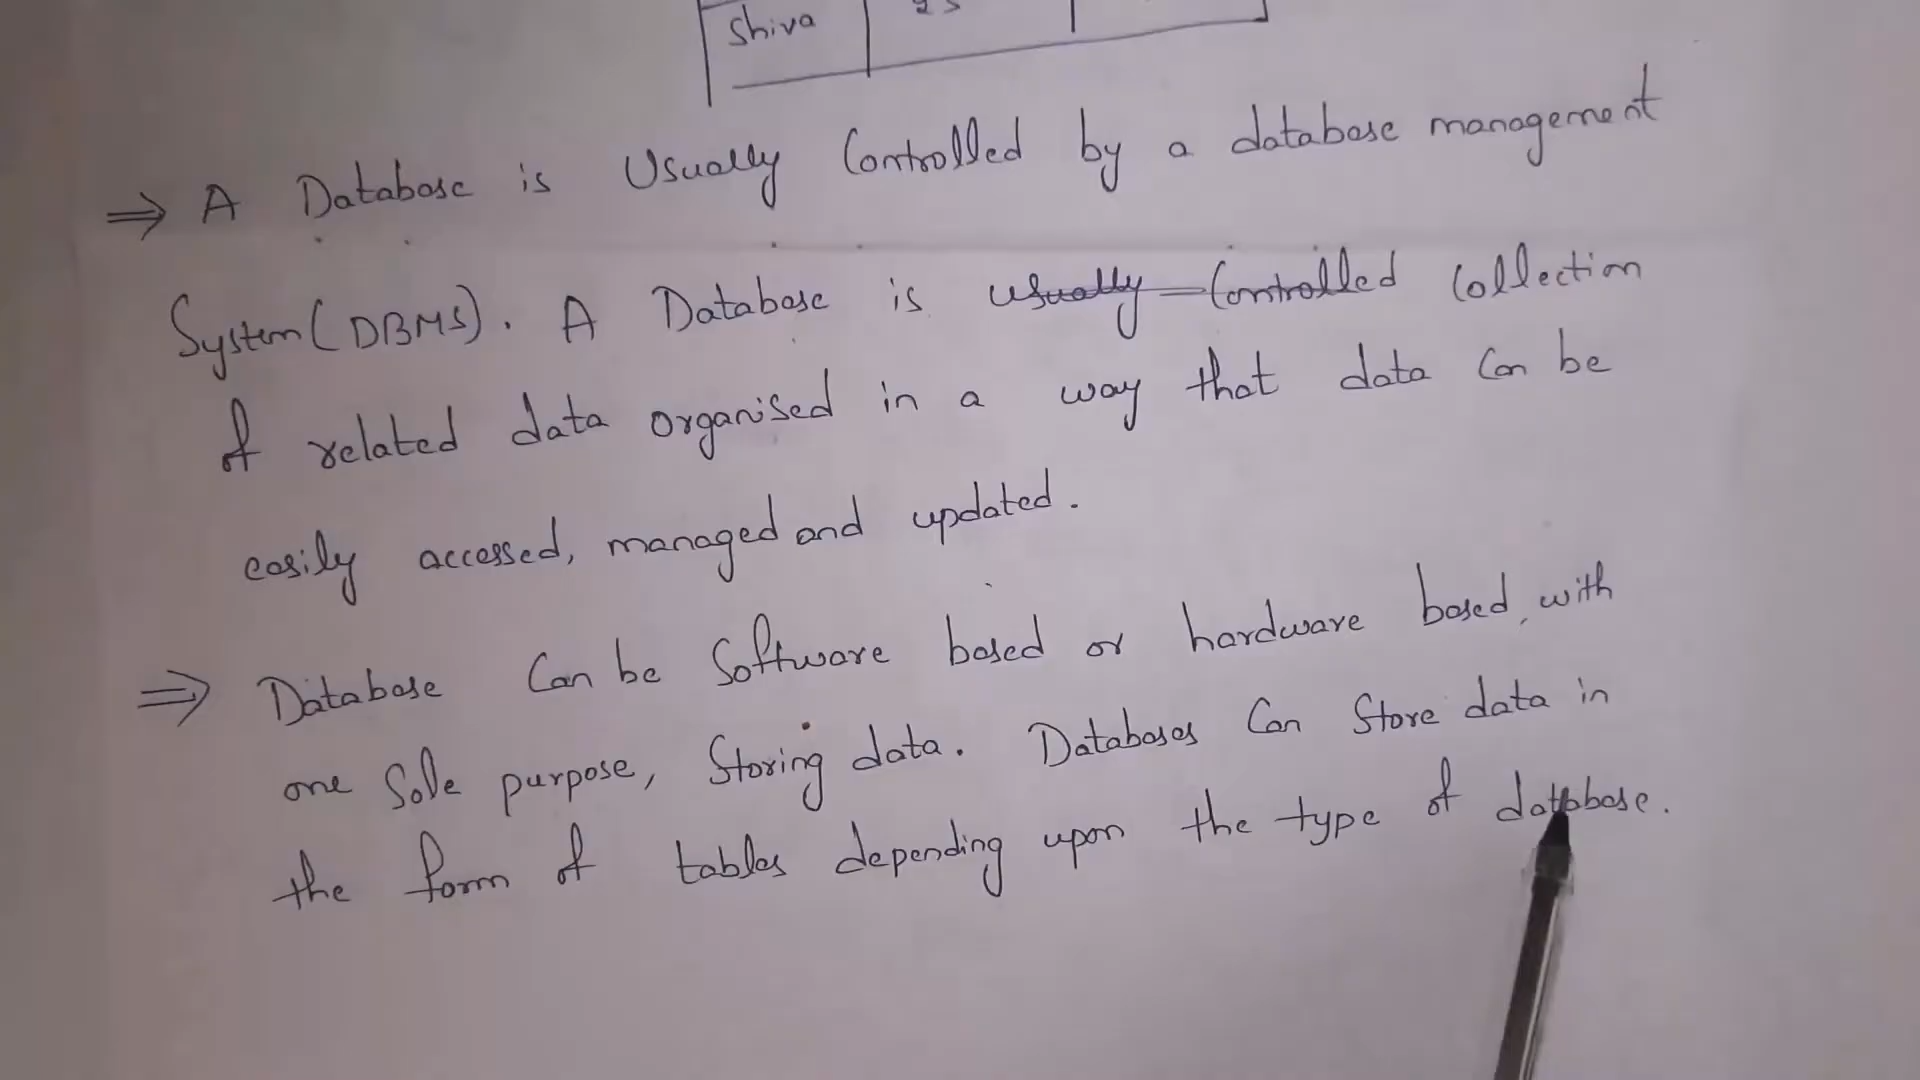 Shiva 23
⇒ A Database is Usually Controlled by a database management
System (DBMS). A Database is usually Controlled Collection
of related data organised in a way that data Can be
easily accessed, managed and updated.
⇒ Database Can be Software based or hardware based, with
one Sole purpose, Storing data. Databases Can Store data in
the form of tables depending upon the type of database.